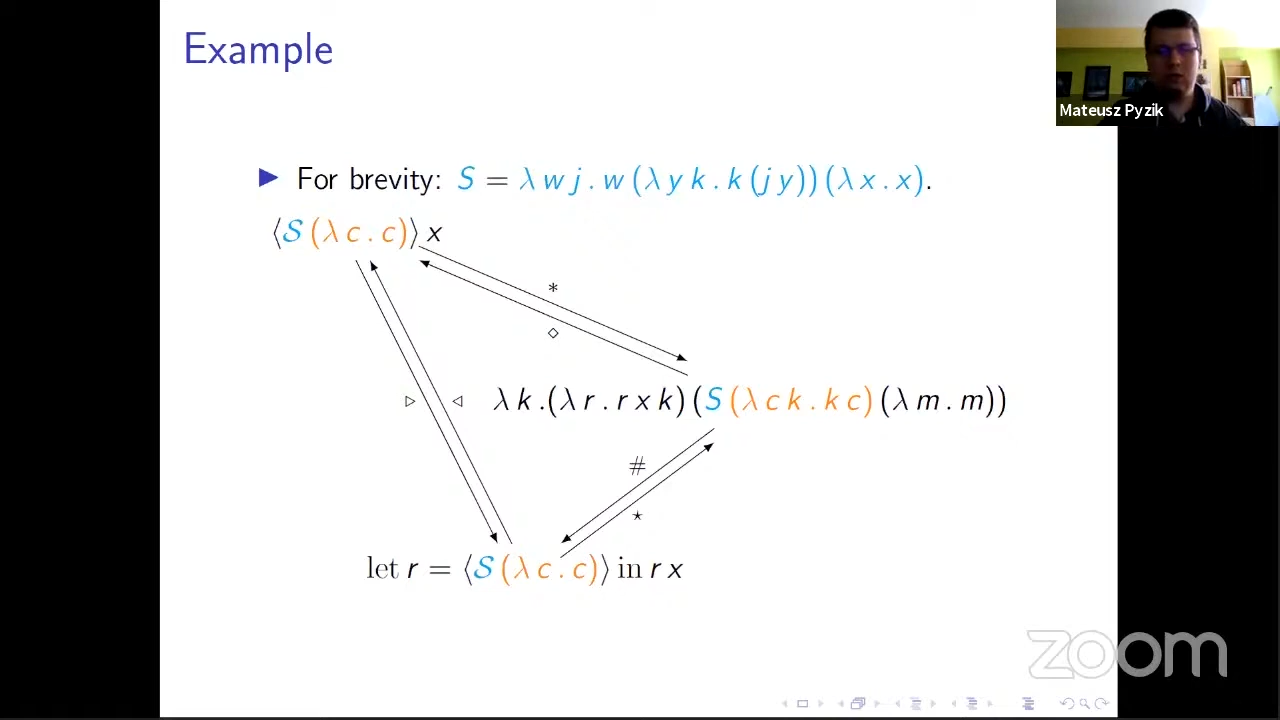 Example
Mateusz Pyzik
▶ For brevity: S = λ w j . w (λ y k . k (j y)) (λ x . x).
⟨𝒮 (λ c . c)⟩ x
*
◇
▷ ◁ λ k .(λ r . r x k) (S (λ c k . k c) (λ m . m))
#
⋆
let r = ⟨𝒮 (λ c . c)⟩ in r x
zoom